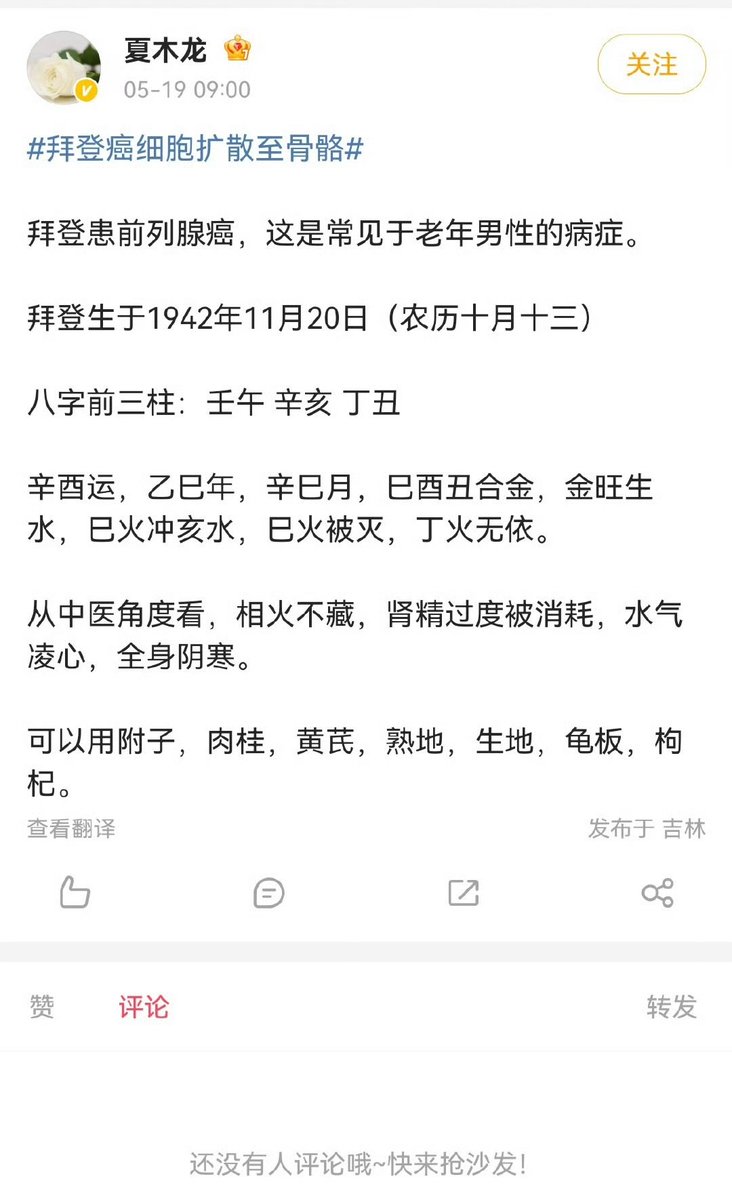 夏木龙
05-19 09:00
关注
#拜登癌细胞扩散至骨骼#
拜登患前列腺癌，这是常见于老年男性的病症。
拜登生于1942年11月20日（农历十月十三）
八字前三柱：壬午 辛亥 丁丑
辛酉运，乙巳年，辛巳月，巳酉丑合金，金旺生
水，巳火冲亥水，巳火被灭，丁火无依。
从中医角度看，相火不藏，肾精过度被消耗，水气
凌心，全身阴寒。
可以用附子，肉桂，黄芪，熟地，生地，龟板，枸
杞。
查看翻译
发布于 吉林
赞
评论
转发
还没有人评论哦~快来抢沙发!